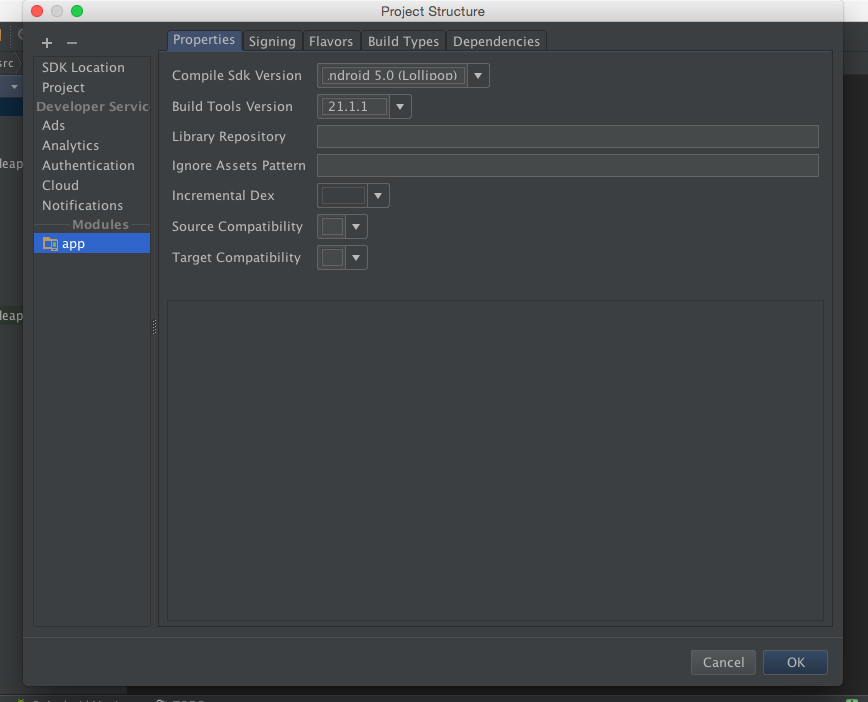 Project Structure
Properties Signing Flavors Build Types Dependencies
src
SDK Location
Project
Developer Servic
Ads
Analytics
Authentication
Cloud
Notifications
Modules
app
leap
leap
Compile Sdk Version .ndroid 5.0 (Lollipop)
Build Tools Version 21.1.1
Library Repository
Ignore Assets Pattern
Incremental Dex
Source Compatibility
Target Compatibility
Cancel OK